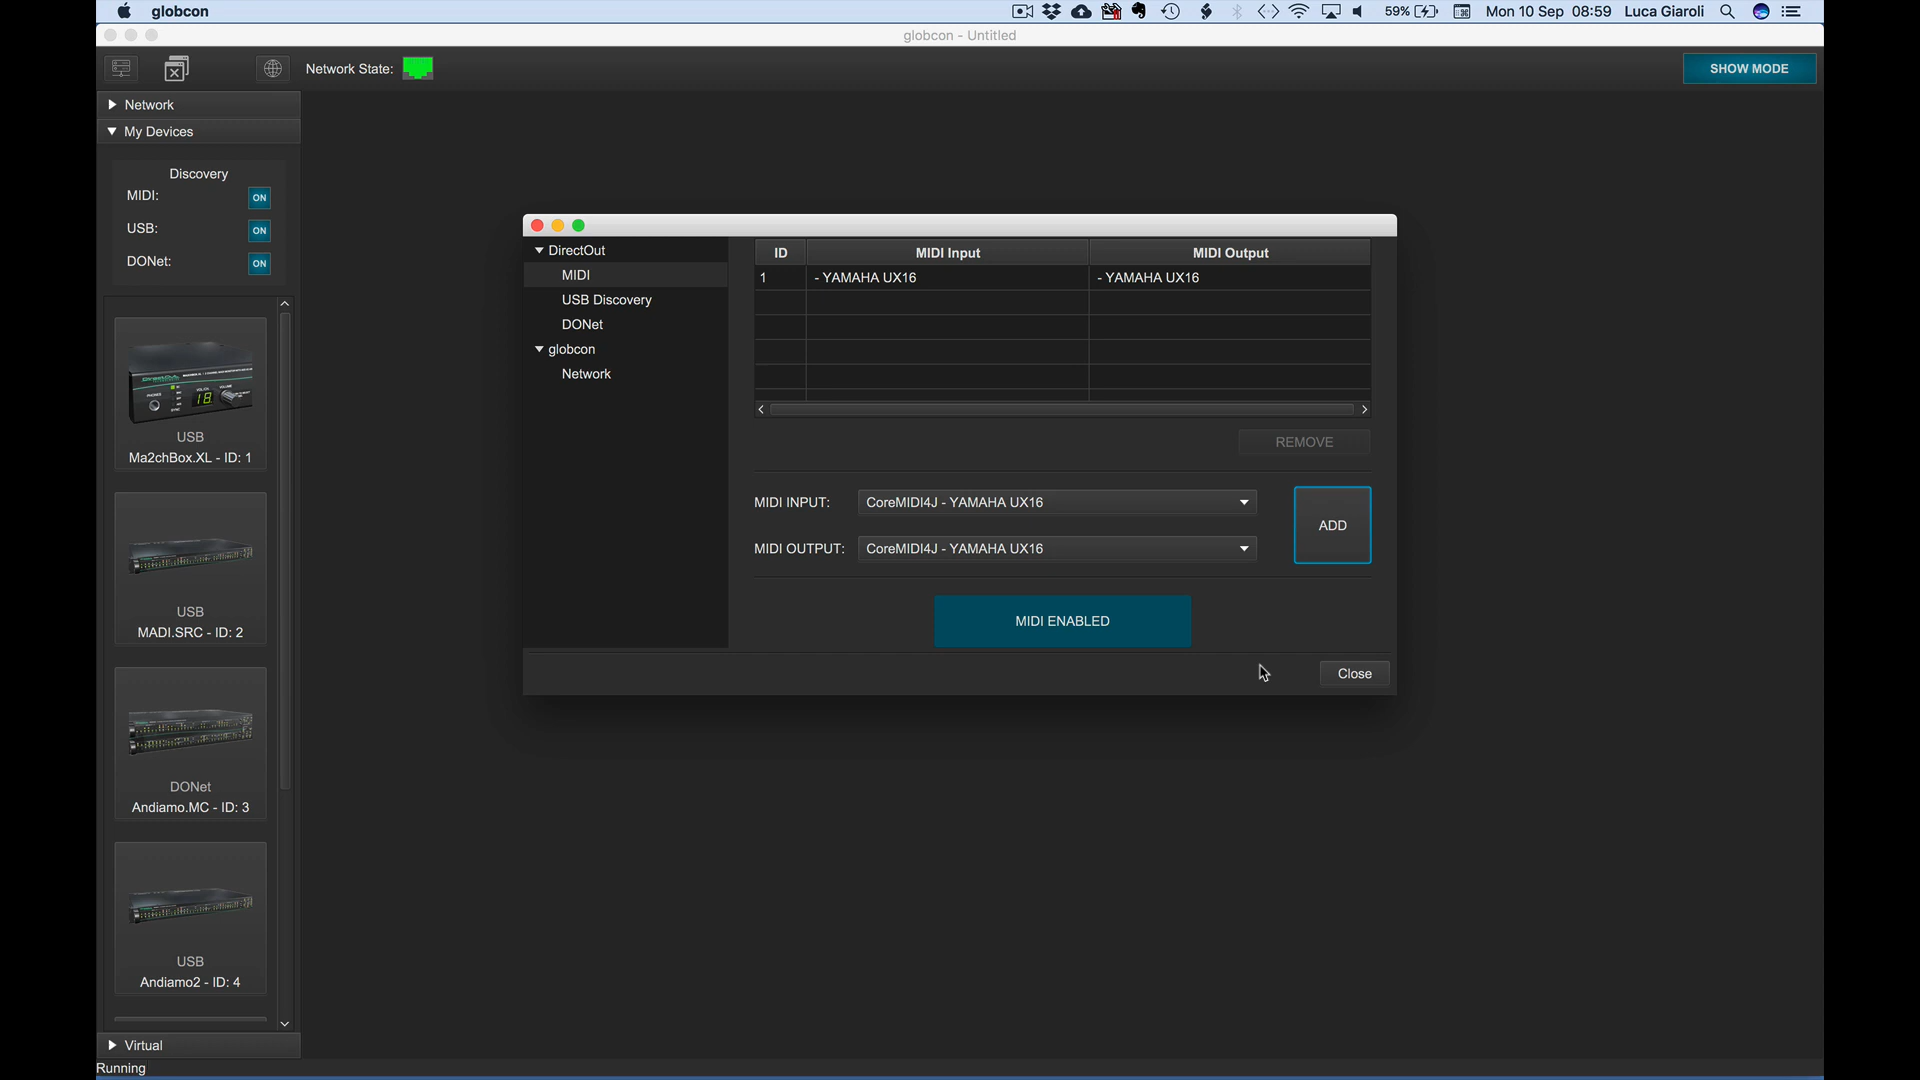 globcon
59%
Mon 10 Sep 08:59
Luca Giaroli
globcon - Untitled
Network State:
SHOW MODE
Network
My Devices
Discovery
MIDI:
ON
USB:
ON
DONet:
ON
18
USB
Ma2chBox.XL - ID: 1
USB
MADI.SRC - ID: 2
DONet
Andiamo.MC - ID: 3
USB
Andiamo2 - ID: 4
Virtual
Running
DirectOut
MIDI
USB Discovery
DONet
globcon
Network
ID
MIDI Input
MIDI Output
1
- YAMAHA UX16
- YAMAHA UX16
REMOVE
MIDI INPUT:
CoreMIDI4J - YAMAHA UX16
MIDI OUTPUT:
CoreMIDI4J - YAMAHA UX16
ADD
MIDI ENABLED
Close